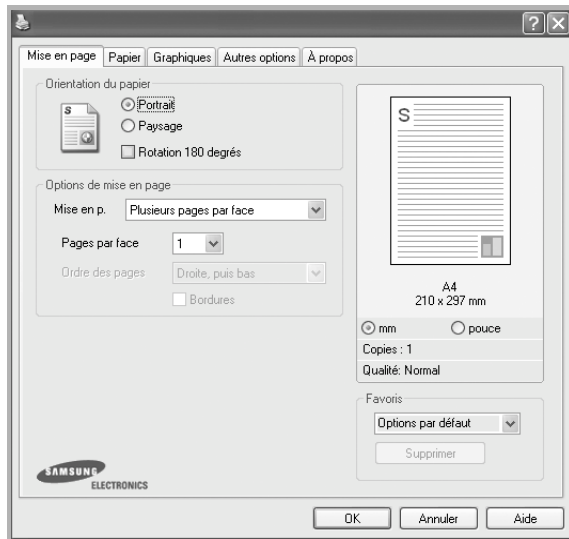 Mise en page Papier Graphiques Autres options À propos
Orientation du papier
S
Portrait
Paysage
Rotation 180 degrés
Options de mise en page
Mise en p. Plusieurs pages par face
Pages par face 1
Ordre des pages Droite, puis bas
Bordures
S
A4
210 x 297 mm
mm pouce
Copies : 1
Qualité: Normal
Favoris
Options par défaut
Supprimer
SAMSUNG
ELECTRONICS
OK Annuler Aide